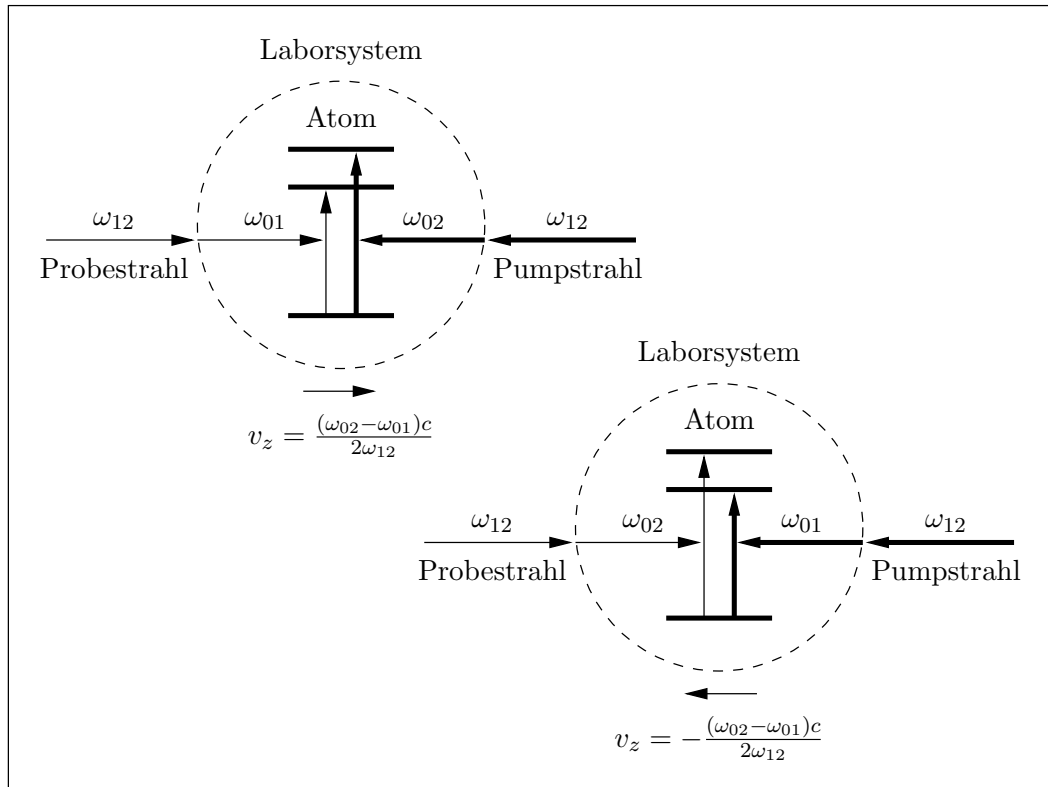 Laborsystem
Atom
ω₁₂ ω₀₁ ω₀₂ ω₁₂
Probestrahl Pumpstrahl
v_z = (ω₀₂−ω₀₁)c / 2ω₁₂
Laborsystem
Atom
ω₁₂ ω₀₂ ω₀₁ ω₁₂
Probestrahl Pumpstrahl
v_z = −(ω₀₂−ω₀₁)c / 2ω₁₂